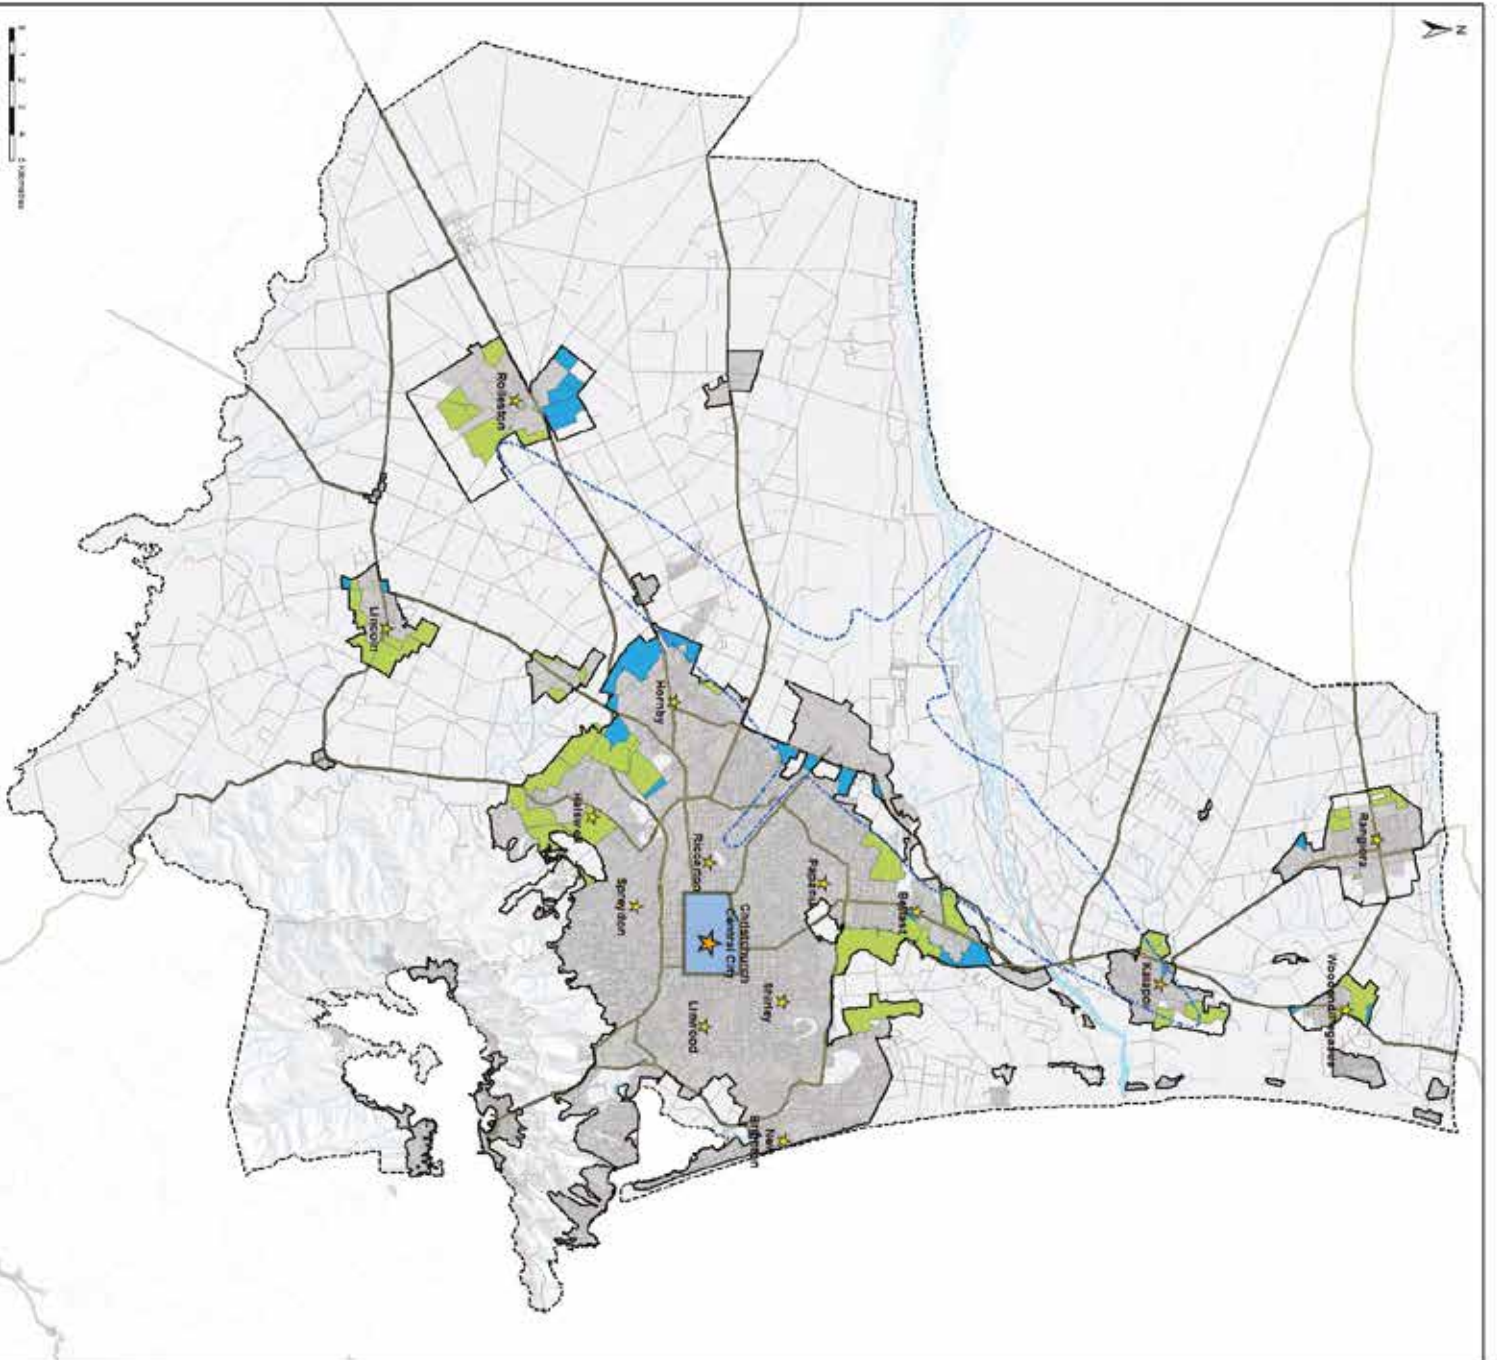 N
Rangiora
Woodend/Pegasus
Kaiapoi
Belfast
Papanui
Shirley
New
Brighton
Christchurch
Central City
Linwood
Riccarton
Spreydon
Hornby
Halswell
Lincoln
Rolleston